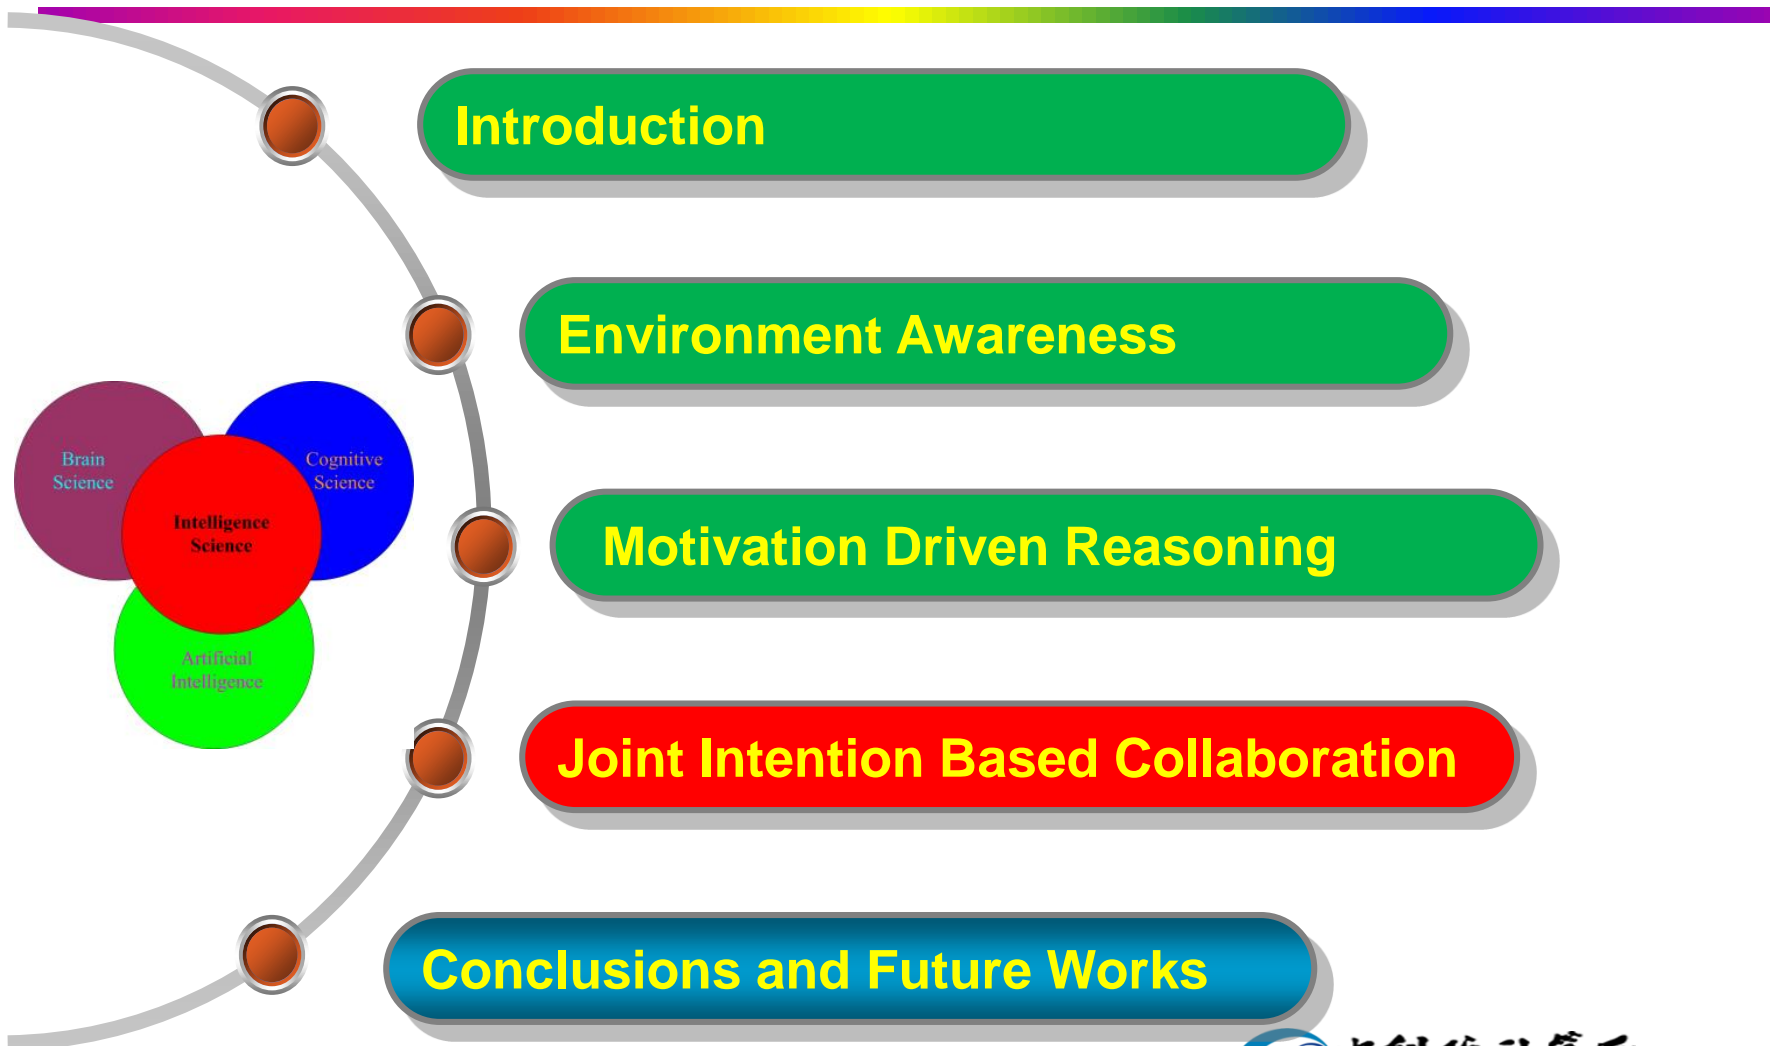 Introduction
Environment Awareness
Brain
Science
Cognitive
Science
Intelligence
Science
Motivation Driven Reasoning
Artificial
Intelligence
Joint Intention Based Collaboration
Conclusions and Future Works